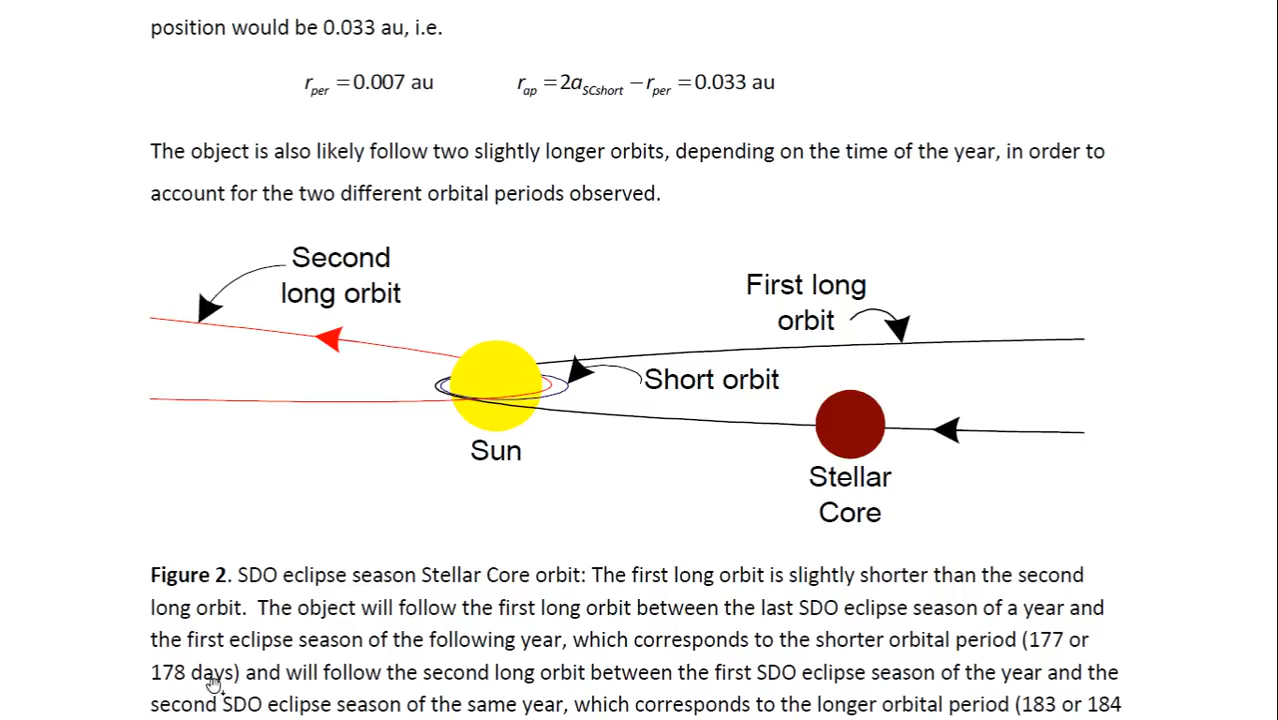 position would be 0.033 au, i.e.
r_per = 0.007 au r_ap = 2a_SCshort − r_per = 0.033 au
The object is also likely follow two slightly longer orbits, depending on the time of the year, in order to
account for the two different orbital periods observed.
Second
long orbit
First long
orbit
Short orbit
Sun
Stellar
Core
Figure 2. SDO eclipse season Stellar Core orbit: The first long orbit is slightly shorter than the second
long orbit. The object will follow the first long orbit between the last SDO eclipse season of a year and
the first eclipse season of the following year, which corresponds to the shorter orbital period (177 or
178 days) and will follow the second long orbit between the first SDO eclipse season of the year and the
second SDO eclipse season of the same year, which corresponds to the longer orbital period (183 or 184